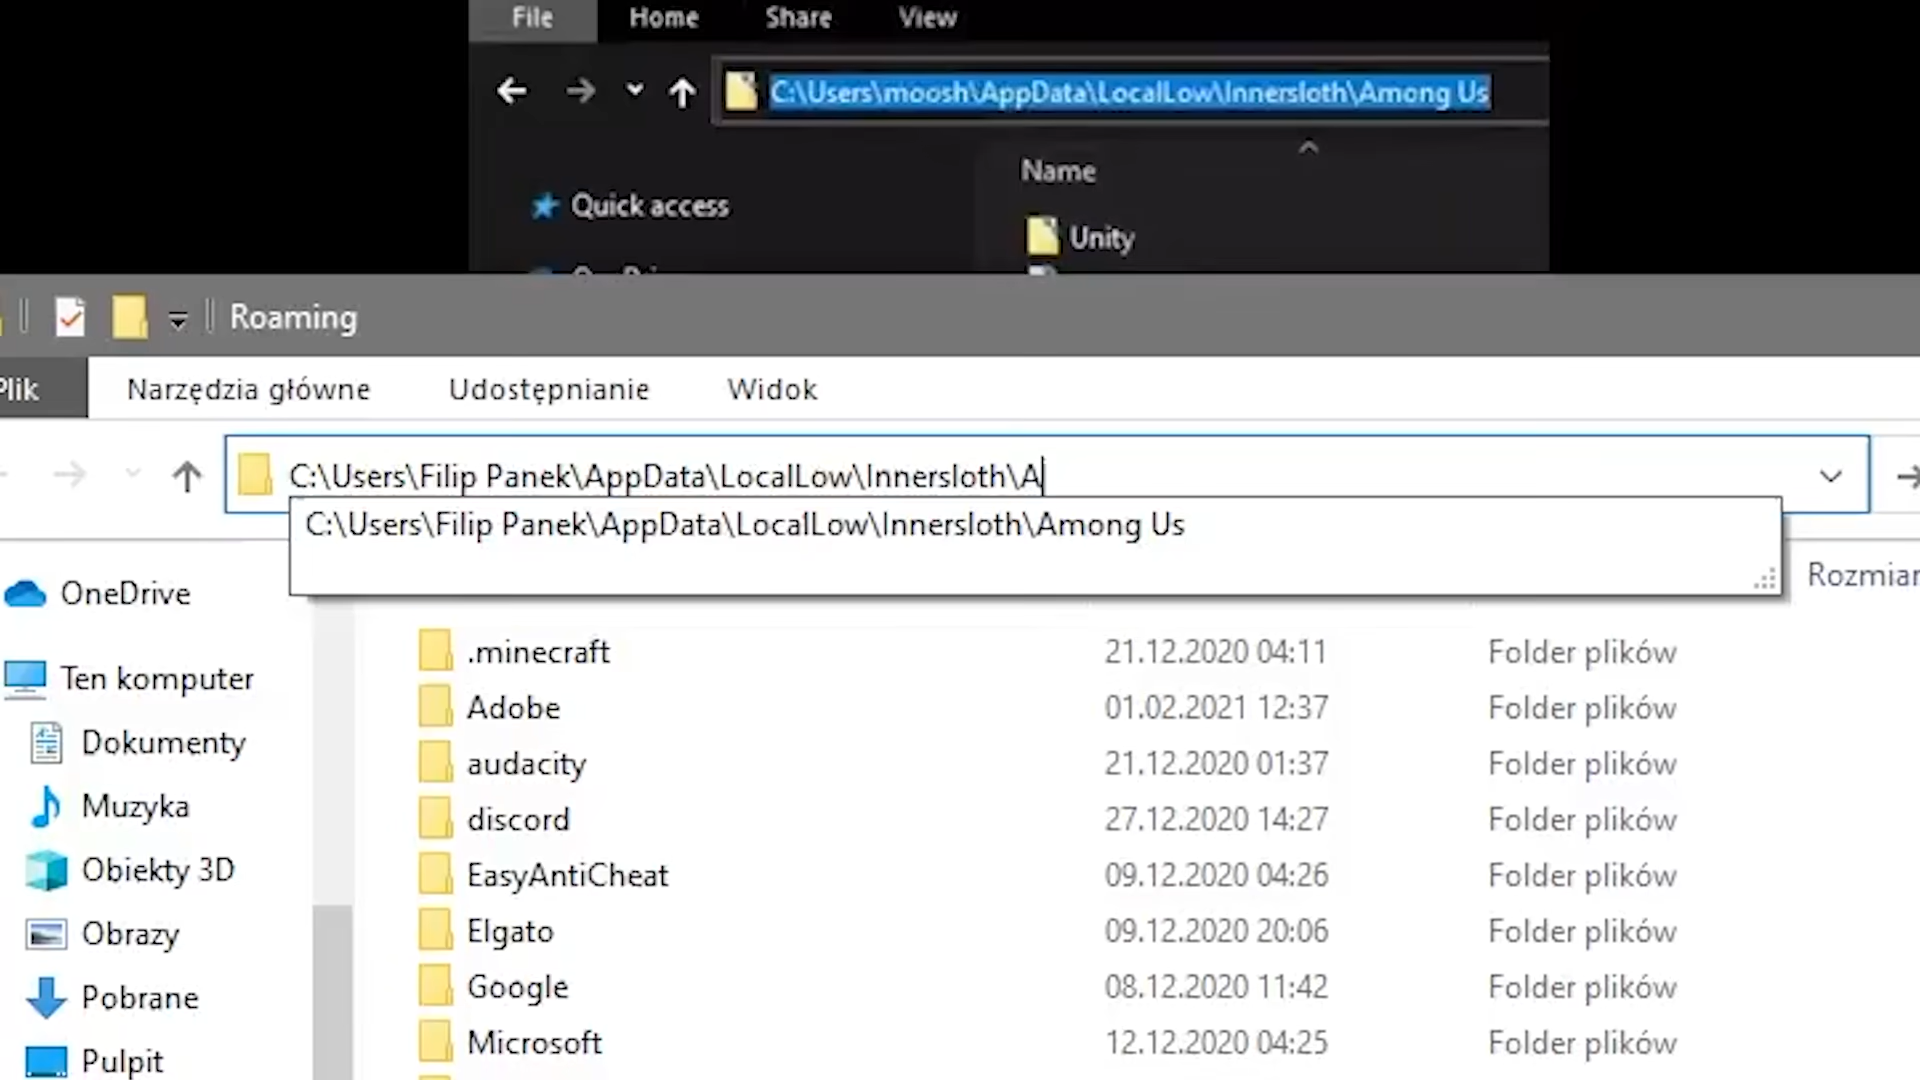 File Home Share View
C:\Users\moosh\AppData\LocalLow\Innersloth\Among Us
Name
Quick access
Unity
Roaming
Plik Narzędzia główne Udostępnianie Widok
C:\Users\Filip Panek\AppData\LocalLow\Innersloth\A
C:\Users\Filip Panek\AppData\LocalLow\Innersloth\Among Us
Rozmiar
OneDrive
Ten komputer
Dokumenty
Muzyka
Obiekty 3D
Obrazy
Pobrane
Pulpit
.minecraft 21.12.2020 04:11 Folder plików
Adobe 01.02.2021 12:37 Folder plików
audacity 21.12.2020 01:37 Folder plików
discord 27.12.2020 14:27 Folder plików
EasyAntiCheat 09.12.2020 04:26 Folder plików
Elgato 09.12.2020 20:06 Folder plików
Google 08.12.2020 11:42 Folder plików
Microsoft 12.12.2020 04:25 Folder plików